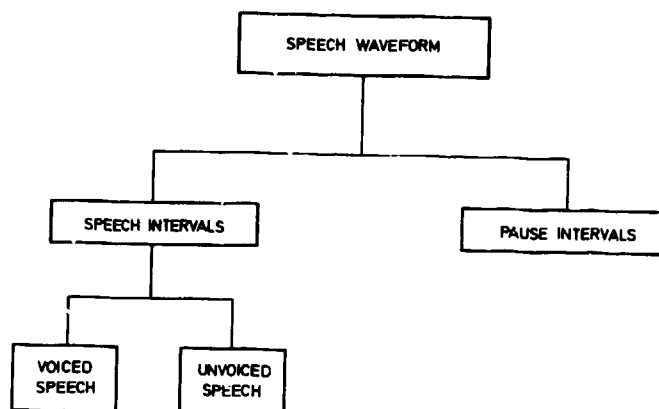 SPEECH WAVEFORM
SPEECH INTERVALS
PAUSE INTERVALS
VOICED
SPEECH
UNVOICED
SPEECH